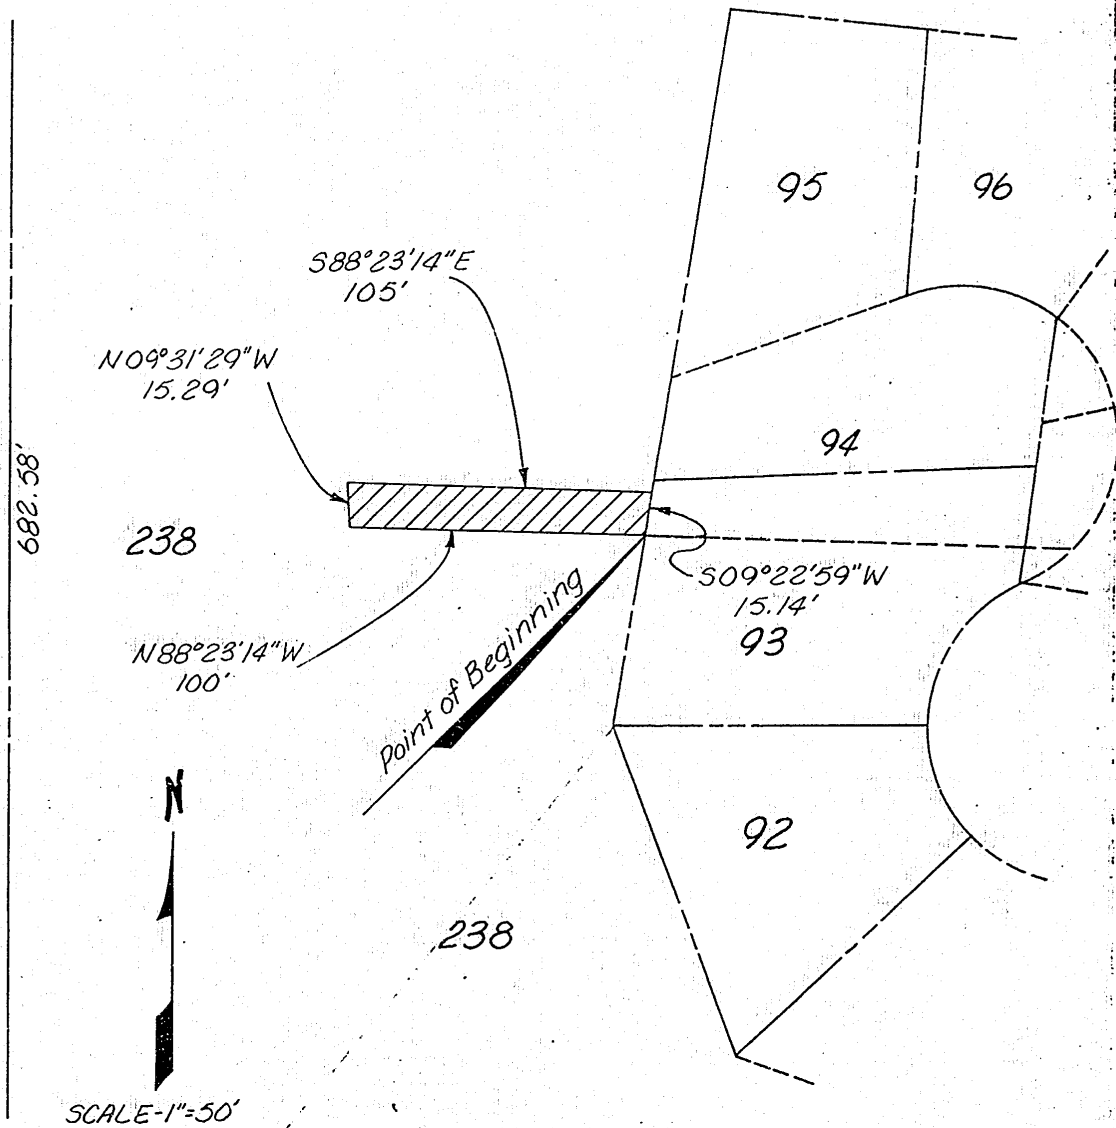 95
96
S88°23'14"E
105'
N09°31'29"W
15.29'
94
682.58'
238
S09°22'59"W
15.14'
93
N88°23'14"W
100'
Point of Beginning
N
92
238
SCALE-1"=50'